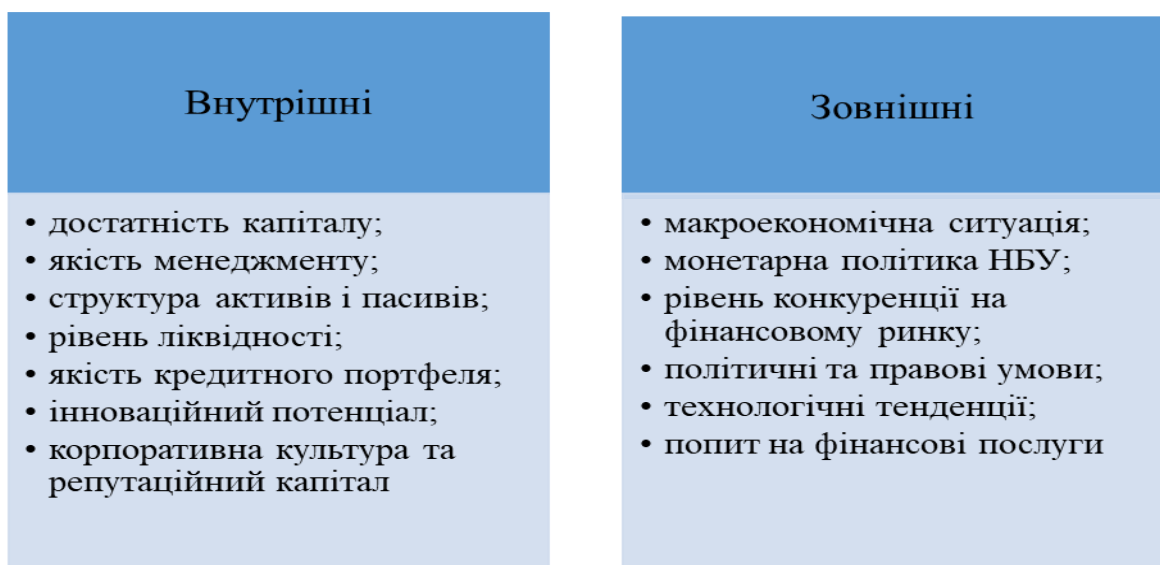 Внутрішні
• достатність капіталу;
• якість менеджменту;
• структура активів і пасивів;
• рівень ліквідності;
• якість кредитного портфеля;
• інноваційний потенціал;
• корпоративна культура та
репутаційний капітал
Зовнішні
• макроекономічна ситуація;
• монетарна політика НБУ;
• рівень конкуренції на
фінансовому ринку;
• політичні та правові умови;
• технологічні тенденції;
• попит на фінансові послуги